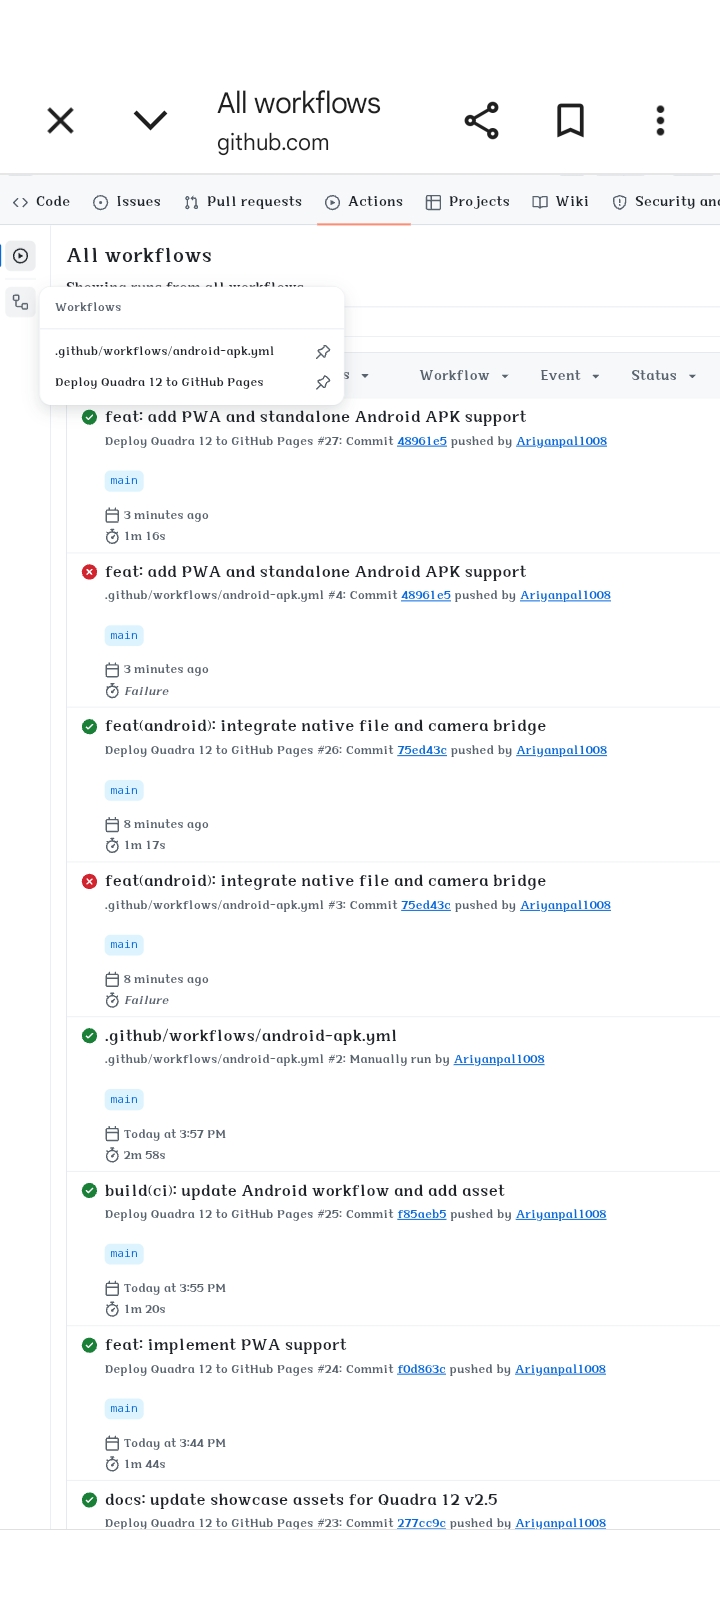 All workflows
github.com
Code
Issues
Pull requests
Actions
Projects
Wiki
Security an
All workflows
Showing runs from all workflows
Workflows
.github/workflows/android-apk.yml
Deploy Quadra 12 to GitHub Pages
s
Workflow
Event
Status
feat: add PWA and standalone Android APK support
Deploy Quadra 12 to GitHub Pages #27: Commit 48961e5 pushed by Ariyanpal1008
main
3 minutes ago
1m 16s
feat: add PWA and standalone Android APK support
.github/workflows/android-apk.yml #4: Commit 48961e5 pushed by Ariyanpal1008
main
3 minutes ago
Failure
feat(android): integrate native file and camera bridge
Deploy Quadra 12 to GitHub Pages #26: Commit 75ed43c pushed by Ariyanpal1008
main
8 minutes ago
1m 17s
feat(android): integrate native file and camera bridge
.github/workflows/android-apk.yml #3: Commit 75ed43c pushed by Ariyanpal1008
main
8 minutes ago
Failure
.github/workflows/android-apk.yml
.github/workflows/android-apk.yml #2: Manually run by Ariyanpal1008
main
Today at 3:57 PM
2m 58s
build(ci): update Android workflow and add asset
Deploy Quadra 12 to GitHub Pages #25: Commit f85aeb5 pushed by Ariyanpal1008
main
Today at 3:55 PM
1m 20s
feat: implement PWA support
Deploy Quadra 12 to GitHub Pages #24: Commit f0d863c pushed by Ariyanpal1008
main
Today at 3:44 PM
1m 44s
docs: update showcase assets for Quadra 12 v2.5
Deploy Quadra 12 to GitHub Pages #23: Commit 277cc9c pushed by Ariyanpal1008